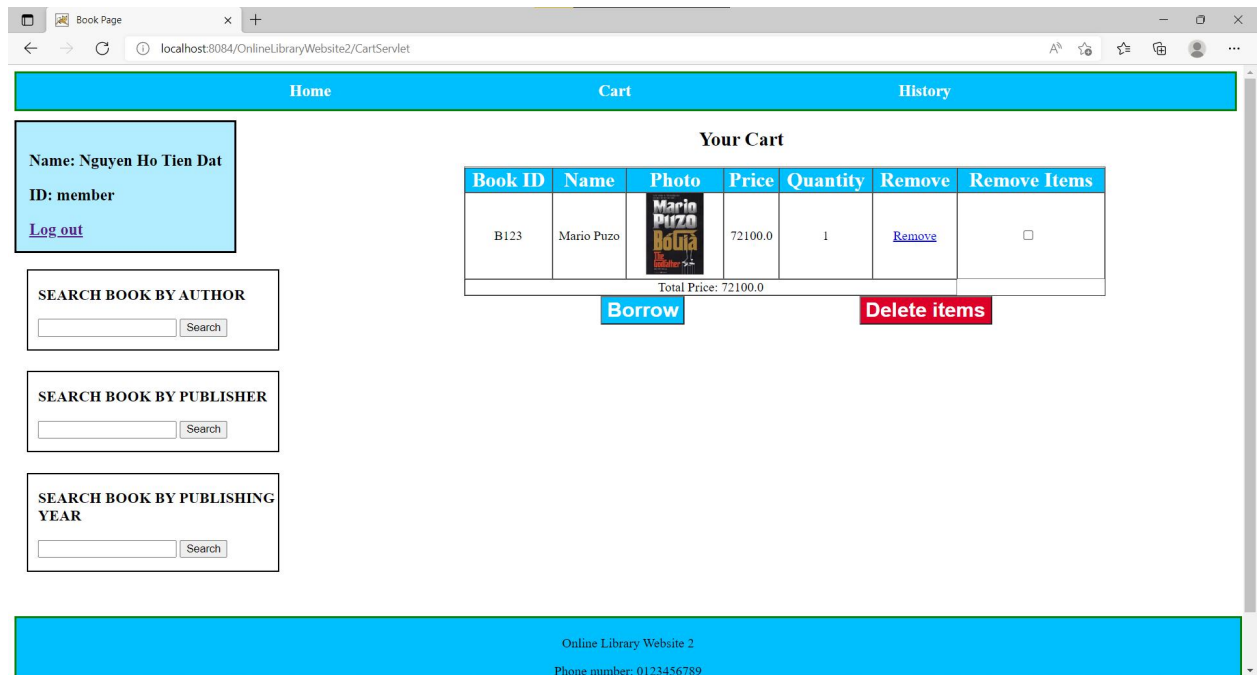 Book Page
localhost:8084/OnlineLibraryWebsite2/CartServlet
Home Cart History
Name: Nguyen Ho Tien Dat
ID: member
Log out
SEARCH BOOK BY AUTHOR
Search
SEARCH BOOK BY PUBLISHER
Search
SEARCH BOOK BY PUBLISHING
YEAR
Search
Your Cart
Book ID Name Photo Price Quantity Remove Remove Items
B123 Mario Puzo 72100.0 1 Remove
Mario
Puzo
BốGià
The
Godfather
Total Price: 72100.0
Borrow Delete items
Online Library Website 2
Phone number: 0123456789